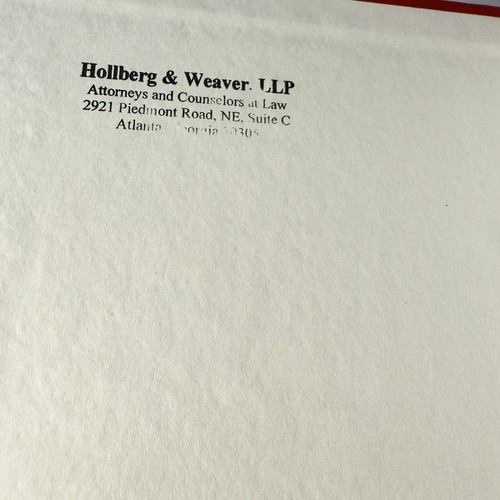 Hollberg & Weaver, LLP
Attorneys and Counselors at Law
2921 Piedmont Road, NE, Suite C
Atlanta